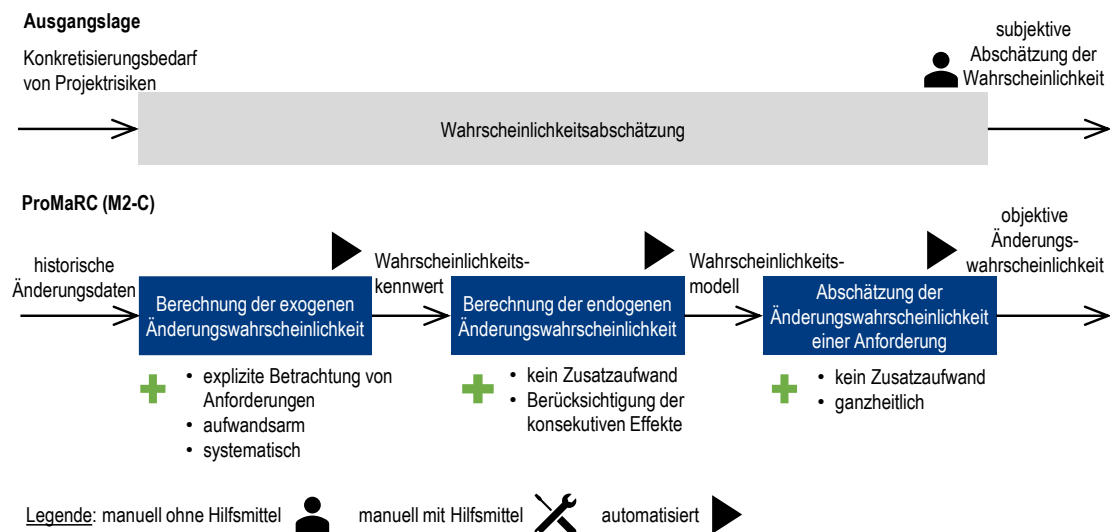 Ausgangslage
Konkretisierungsbedarf
von Projektrisiken
subjektive
Abschätzung der
Wahrscheinlichkeit
Wahrscheinlichkeitsabschätzung
ProMaRC (M2-C)
historische
Änderungsdaten
Berechnung der exogenen
Änderungswahrscheinlichkeit
Wahrscheinlichkeits-
kennwert
Berechnung der endogenen
Änderungswahrscheinlichkeit
Wahrscheinlichkeits-
modell
Abschätzung der
Änderungswahrscheinlichkeit
einer Anforderung
objektive
Änderungs-
wahrscheinlichkeit
• explizite Betrachtung von
Anforderungen
• aufwandsarm
• systematisch
• kein Zusatzaufwand
• Berücksichtigung der
konsekutiven Effekte
• kein Zusatzaufwand
• ganzheitlich
Legende: manuell ohne Hilfsmittel manuell mit Hilfsmittel automatisiert